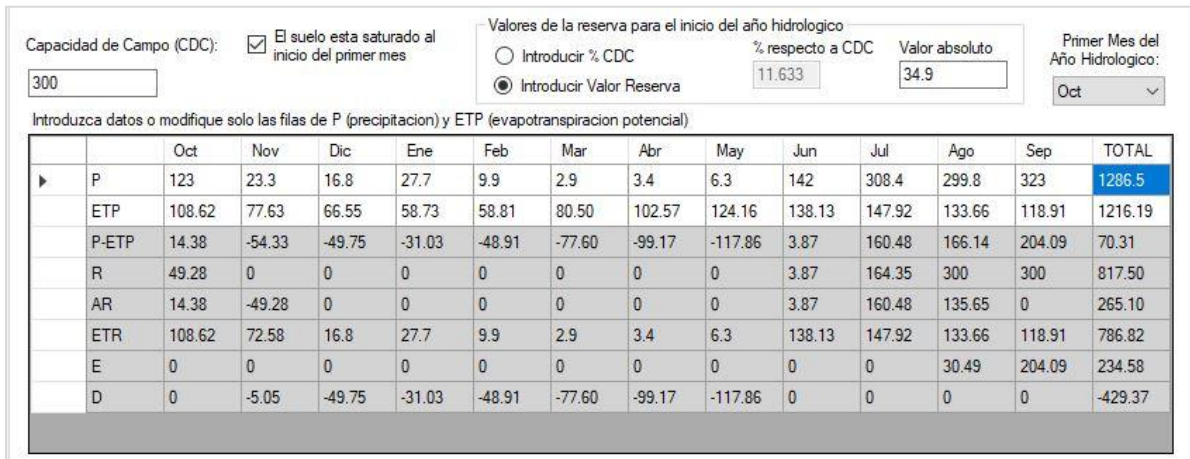 Valores de la reserva para el inicio del año hidrologico
Capacidad de Campo (CDC):
300
El suelo esta saturado al
inicio del primer mes
Introducir % CDC
Introducir Valor Reserva
% respecto a CDC
11.633
Valor absoluto
34.9
Primer Mes del
Año Hidrologico:
Oct
Introduzca datos o modifique solo las filas de P (precipitacion) y ETP (evapotranspiracion potencial)
Oct Nov Dic Ene Feb Mar Abr May Jun Jul Ago Sep TOTAL
P 123 23.3 16.8 27.7 9.9 2.9 3.4 6.3 142 308.4 299.8 323 1286.5
ETP 108.62 77.63 66.55 58.73 58.81 80.50 102.57 124.16 138.13 147.92 133.66 118.91 1216.19
P-ETP 14.38 -54.33 -49.75 -31.03 -48.91 -77.60 -99.17 -117.86 3.87 160.48 166.14 204.09 70.31
R 49.28 0 0 0 0 0 0 0 3.87 164.35 300 300 817.50
AR 14.38 -49.28 0 0 0 0 0 0 3.87 160.48 135.65 0 265.10
ETR 108.62 72.58 16.8 27.7 9.9 2.9 3.4 6.3 138.13 147.92 133.66 118.91 786.82
E 0 0 0 0 0 0 0 0 0 0 30.49 204.09 234.58
D 0 -5.05 -49.75 -31.03 -48.91 -77.60 -99.17 -117.86 0 0 0 0 -429.37